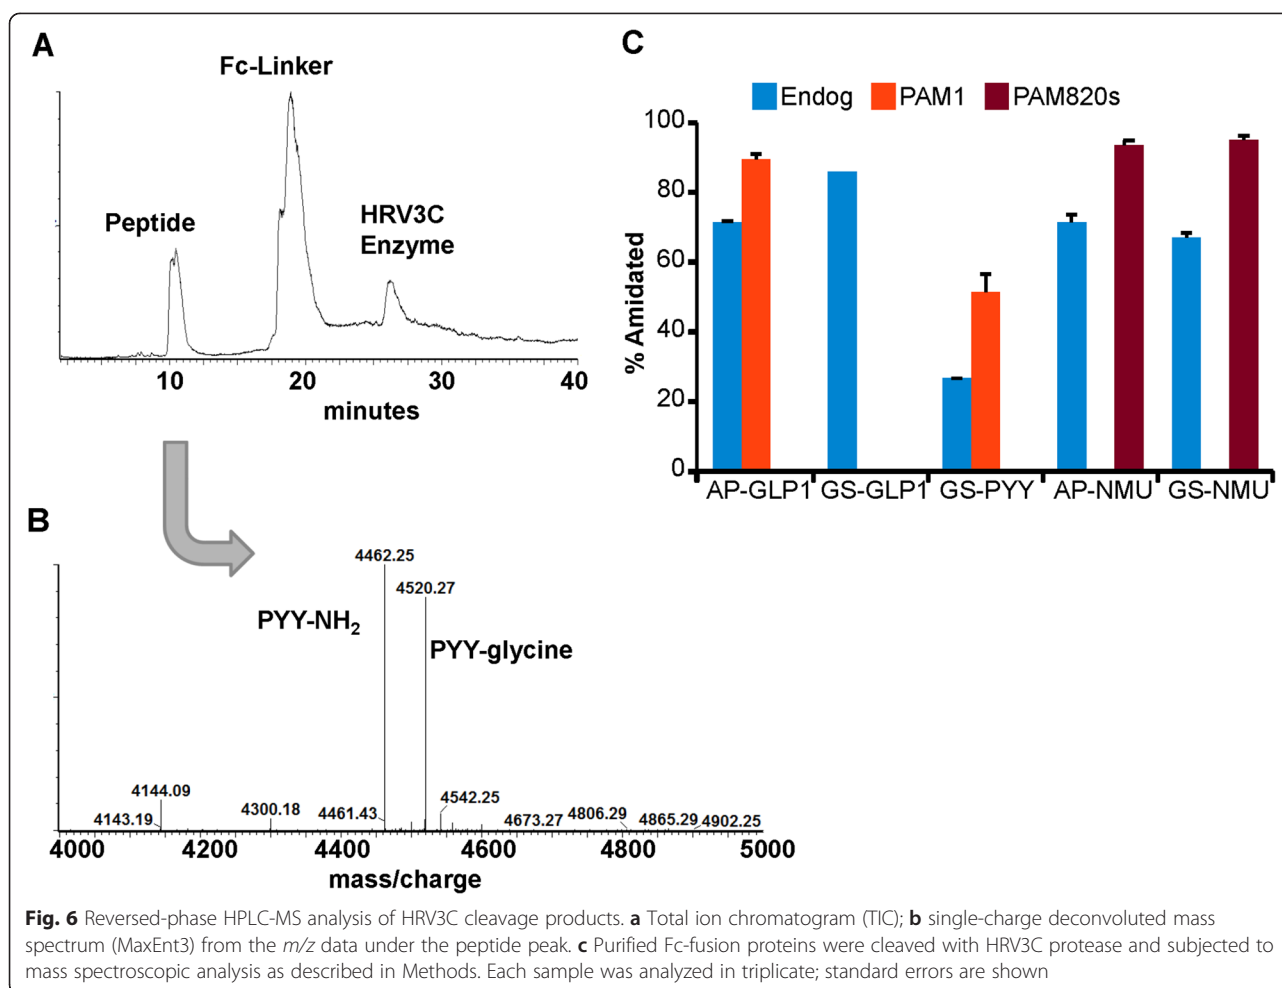 A
Fc-Linker
Peptide
HRV3C
Enzyme
10
20
30
40
minutes
C
Endog
PAM1
PAM820s
100
80
60
40
20
0
% Amidated
AP-GLP1
GS-GLP1
GS-PYY
AP-NMU
GS-NMU
B
4462.25
4520.27
PYY-NH2
PYY-glycine
4144.09
4143.19
4300.18
4461.43
4542.25
4673.27
4806.29
4865.29
4902.25
4000
4200
4400
4600
4800
5000
mass/charge
Fig. 6 Reversed-phase HPLC-MS analysis of HRV3C cleavage products. a Total ion chromatogram (TIC); b single-charge deconvoluted mass
spectrum (MaxEnt3) from the m/z data under the peptide peak. c Purified Fc-fusion proteins were cleaved with HRV3C protease and subjected to
mass spectroscopic analysis as described in Methods. Each sample was analyzed in triplicate; standard errors are shown